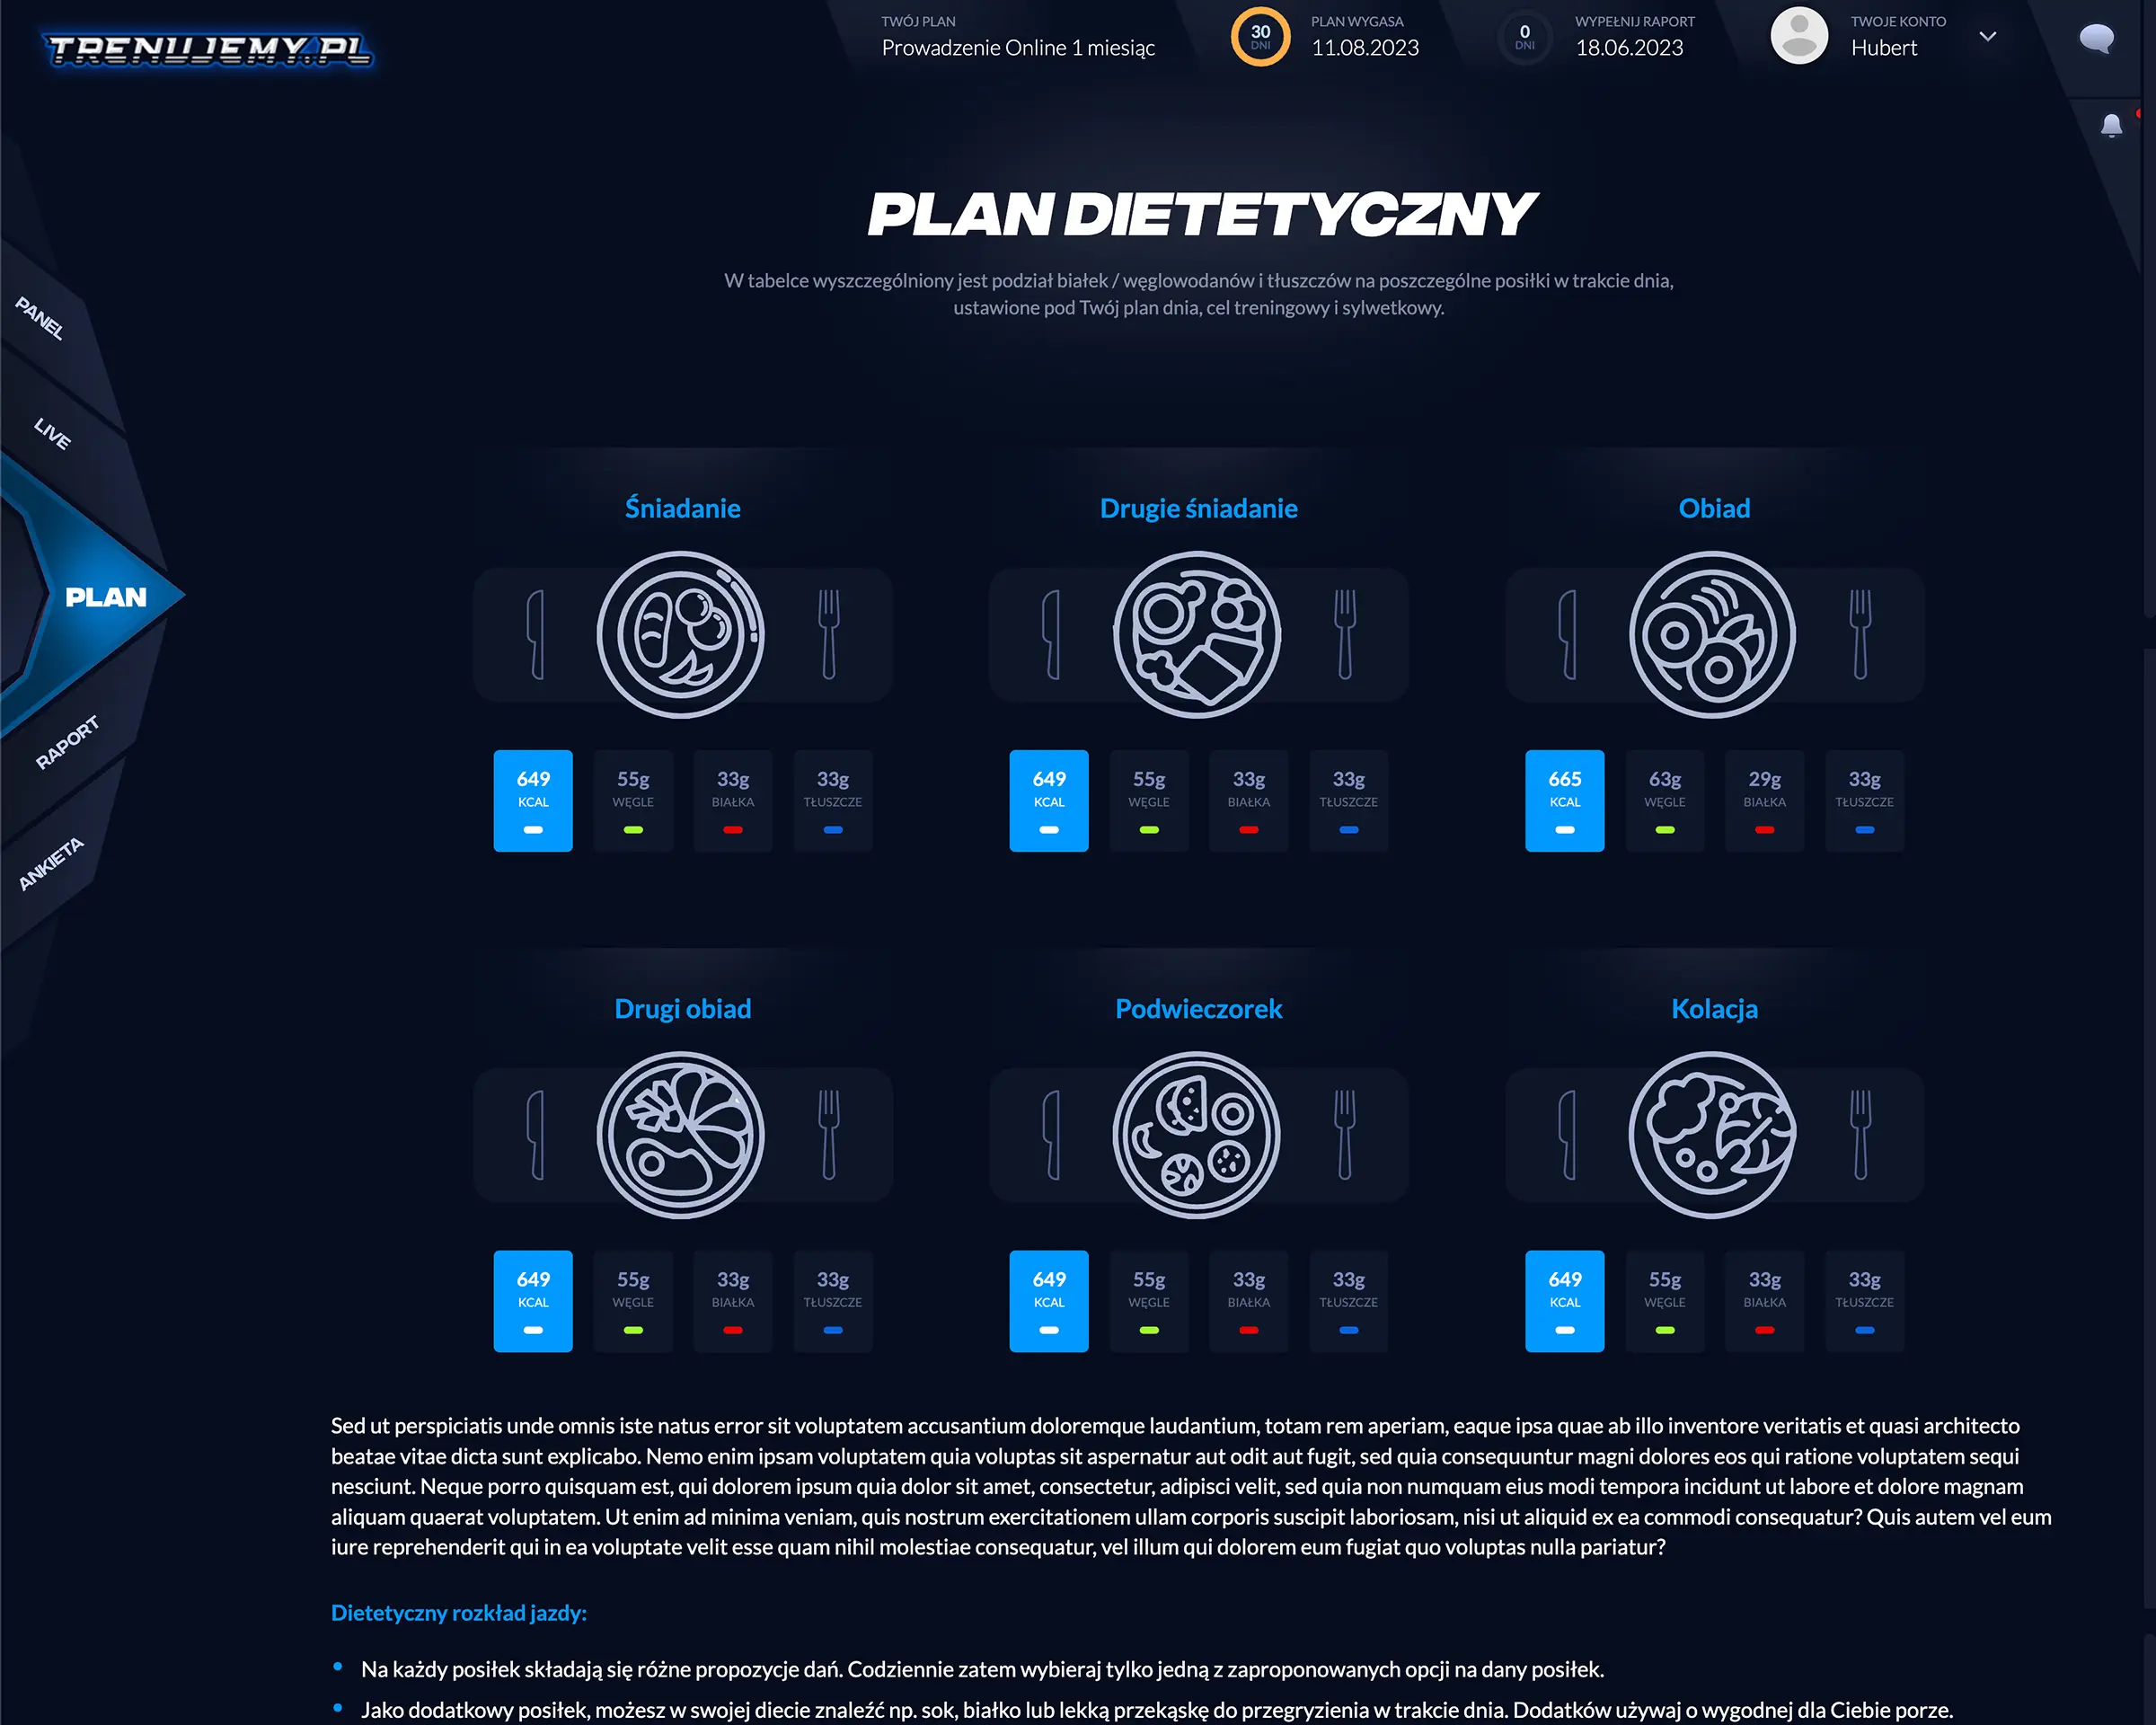 TRENUJEMY.PL
TWÓJ PLAN
Prowadzenie Online 1 miesiąc
30
DNI
PLAN WYGASA
11.08.2023
0
DNI
WYPEŁNIJ RAPORT
18.06.2023
TWOJE KONTO
Hubert
PLAN DIETETYCZNY
W tabelce wyszczególniony jest podział białek / węglowodanów i tłuszczów na poszczególne posiłki w trakcie dnia,
ustawione pod Twój plan dnia, cel treningowy i sylwetkowy.
PANEL
LIVE
PLAN
RAPORT
ANKIETA
Śniadanie
649
KCAL
55g
WĘGLE
33g
BIAŁKA
33g
TŁUSZCZE
Drugie śniadanie
649
KCAL
55g
WĘGLE
33g
BIAŁKA
33g
TŁUSZCZE
Obiad
665
KCAL
63g
WĘGLE
29g
BIAŁKA
33g
TŁUSZCZE
Drugi obiad
649
KCAL
55g
WĘGLE
33g
BIAŁKA
33g
TŁUSZCZE
Podwieczorek
649
KCAL
55g
WĘGLE
33g
BIAŁKA
33g
TŁUSZCZE
Kolacja
649
KCAL
55g
WĘGLE
33g
BIAŁKA
33g
TŁUSZCZE
Sed ut perspiciatis unde omnis iste natus error sit voluptatem accusantium doloremque laudantium, totam rem aperiam, eaque ipsa quae ab illo inventore veritatis et quasi architecto
beatae vitae dicta sunt explicabo. Nemo enim ipsam voluptatem quia voluptas sit aspernatur aut odit aut fugit, sed quia consequuntur magni dolores eos qui ratione voluptatem sequi
nesciunt. Neque porro quisquam est, qui dolorem ipsum quia dolor sit amet, consectetur, adipisci velit, sed quia non numquam eius modi tempora incidunt ut labore et dolore magnam
aliquam quaerat voluptatem. Ut enim ad minima veniam, quis nostrum exercitationem ullam corporis suscipit laboriosam, nisi ut aliquid ex ea commodi consequatur? Quis autem vel eum
iure reprehenderit qui in ea voluptate velit esse quam nihil molestiae consequatur, vel illum qui dolorem eum fugiat quo voluptas nulla pariatur?
Dietetyczny rozkład jazdy:
• Na każdy posiłek składają się różne propozycje dań. Codziennie zatem wybieraj tylko jedną z zaproponowanych opcji na dany posiłek.
• Jako dodatkowy posiłek, możesz w swojej diecie znaleźć np. sok, białko lub lekką przekąskę do przegryzienia w trakcie dnia. Dodatków używaj o wygodnej dla Ciebie porze.